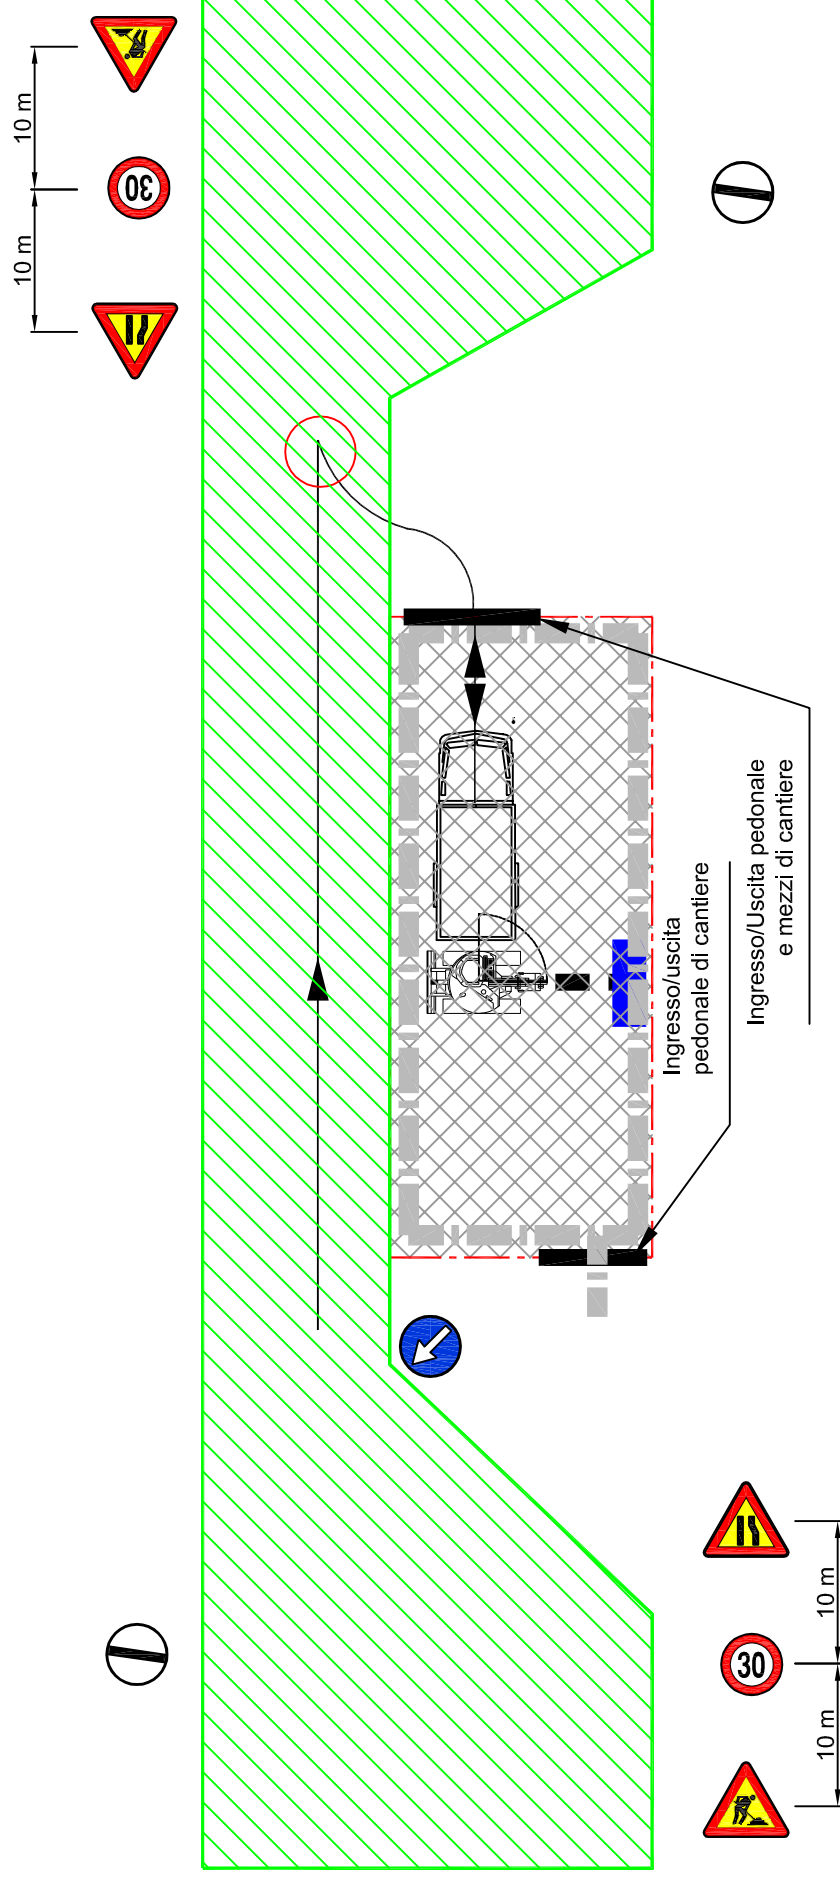 10 m
30
10 m
Ingresso/Uscita pedonale
e mezzi di cantiere
Ingresso/uscita
pedonale di cantiere
10 m
30
10 m